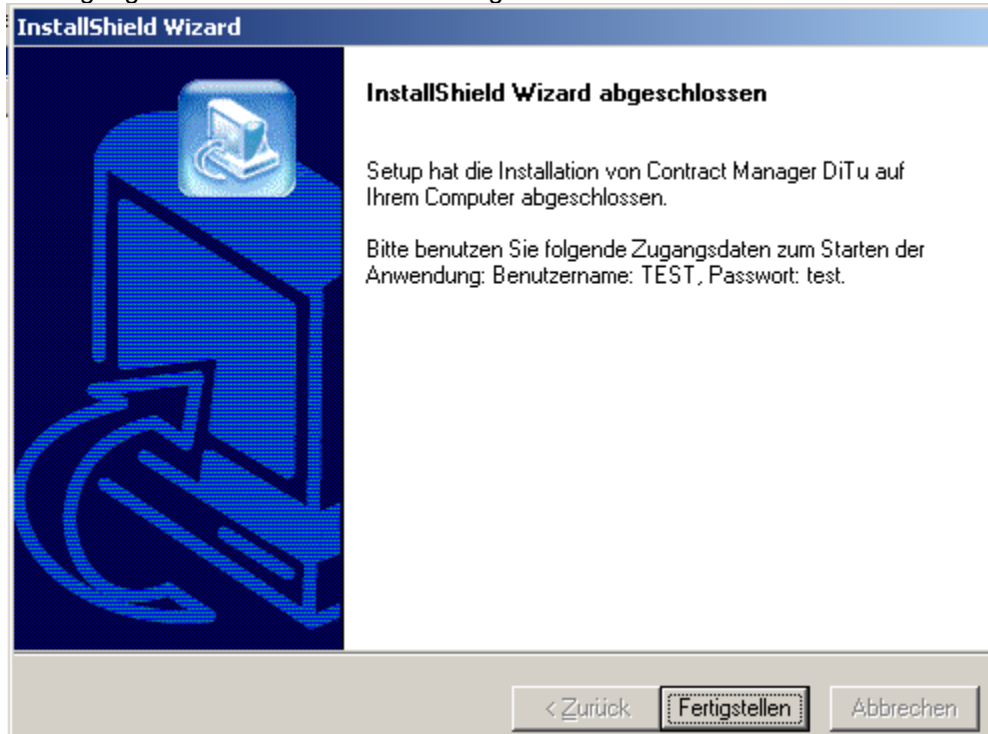 InstallShield Wizard
InstallShield Wizard abgeschlossen
Setup hat die Installation von Contract Manager DiTu auf
Ihrem Computer abgeschlossen.
Bitte benutzen Sie folgende Zugangsdaten zum Starten der
Anwendung: Benutzername: TEST, Passwort: test.
< Zurück
Fertigstellen
Abbrechen